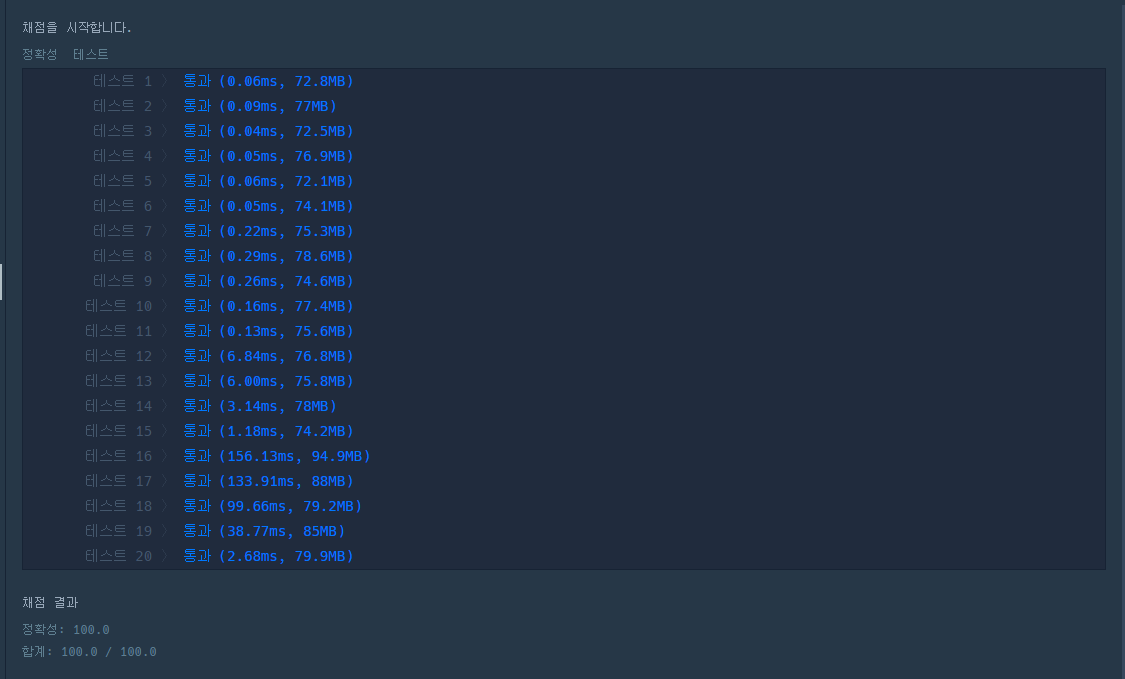 채점을 시작합니다.
정확성 테스트
테스트 1 〉 통과 (0.06ms, 72.8MB)
테스트 2 〉 통과 (0.09ms, 77MB)
테스트 3 〉 통과 (0.04ms, 72.5MB)
테스트 4 〉 통과 (0.05ms, 76.9MB)
테스트 5 〉 통과 (0.06ms, 72.1MB)
테스트 6 〉 통과 (0.05ms, 74.1MB)
테스트 7 〉 통과 (0.22ms, 75.3MB)
테스트 8 〉 통과 (0.29ms, 78.6MB)
테스트 9 〉 통과 (0.26ms, 74.6MB)
테스트 10 〉 통과 (0.16ms, 77.4MB)
테스트 11 〉 통과 (0.13ms, 75.6MB)
테스트 12 〉 통과 (6.84ms, 76.8MB)
테스트 13 〉 통과 (6.00ms, 75.8MB)
테스트 14 〉 통과 (3.14ms, 78MB)
테스트 15 〉 통과 (1.18ms, 74.2MB)
테스트 16 〉 통과 (156.13ms, 94.9MB)
테스트 17 〉 통과 (133.91ms, 88MB)
테스트 18 〉 통과 (99.66ms, 79.2MB)
테스트 19 〉 통과 (38.77ms, 85MB)
테스트 20 〉 통과 (2.68ms, 79.9MB)
채점 결과
정확성: 100.0
합계: 100.0 / 100.0